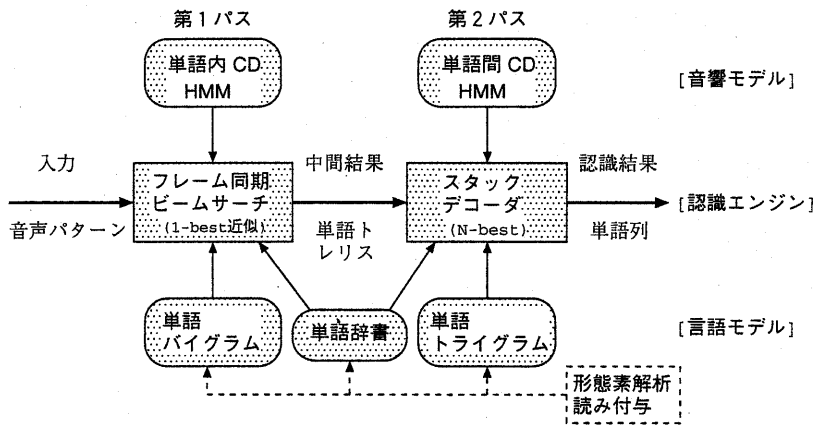 第1パス
第2パス
単語内 CD
HMM
単語間 CD
HMM
[音響モデル]
入力
音声パターン
フレーム同期
ビームサーチ
(1-best近似)
中間結果
単語ト
レリス
スタック
デコーダ
(N-best)
認識結果
単語列
[認識エンジン]
単語
バイグラム
単語辞書
単語
トライグラム
[言語モデル]
形態素解析
読み付与